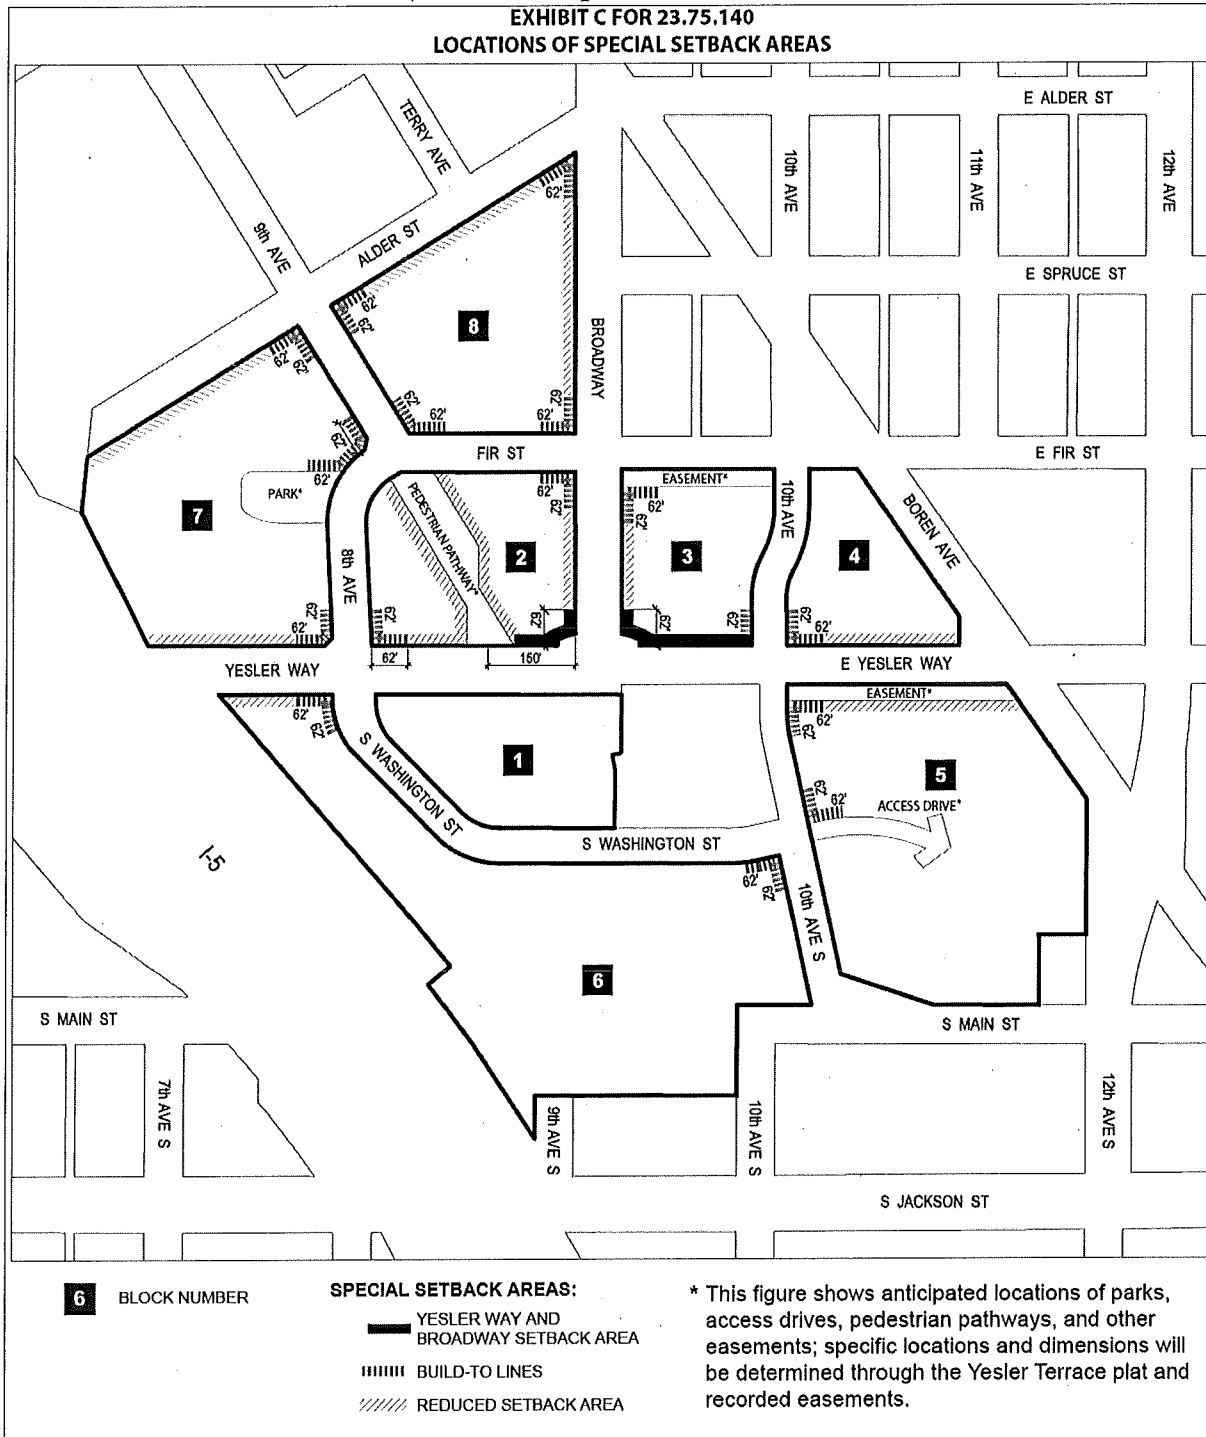 EXHIBIT C FOR 23.75.140
LOCATIONS OF SPECIAL SETBACK AREAS
E ALDER ST
TERRY AVE
10th AVE
11th AVE
12th AVE
62'
9th AVE
ALDER ST
E SPRUCE ST
62'
62'
8
BROADWAY
62'
62'
62'
62'
62'
62'
62'
62'
FIR ST
E FIR ST
62'
PARK*
PEDESTRIAN PATHWAY*
62'
62'
EASEMENT*
62'
62'
10th AVE
BOREN AVE
7
2
3
4
8th AVE
62'
62'
62'
62'
62'
62'
62'
62'
62'
150'
YESLER WAY
E YESLER WAY
EASEMENT*
62'
62'
62'
62'
S WASHINGTON ST
1
5
62'
62'
ACCESS DRIVE*
S WASHINGTON ST
I-5
62'
62'
10th AVE S
6
S MAIN ST
S MAIN ST
7th AVE S
9th AVE S
10th AVE S
12th AVE S
S JACKSON ST
6
BLOCK NUMBER
SPECIAL SETBACK AREAS:
YESLER WAY AND
BROADWAY SETBACK AREA
BUILD-TO LINES
REDUCED SETBACK AREA
* This figure shows anticipated locations of parks,
access drives, pedestrian pathways, and other
easements; specific locations and dimensions will
be determined through the Yesler Terrace plat and
recorded easements.